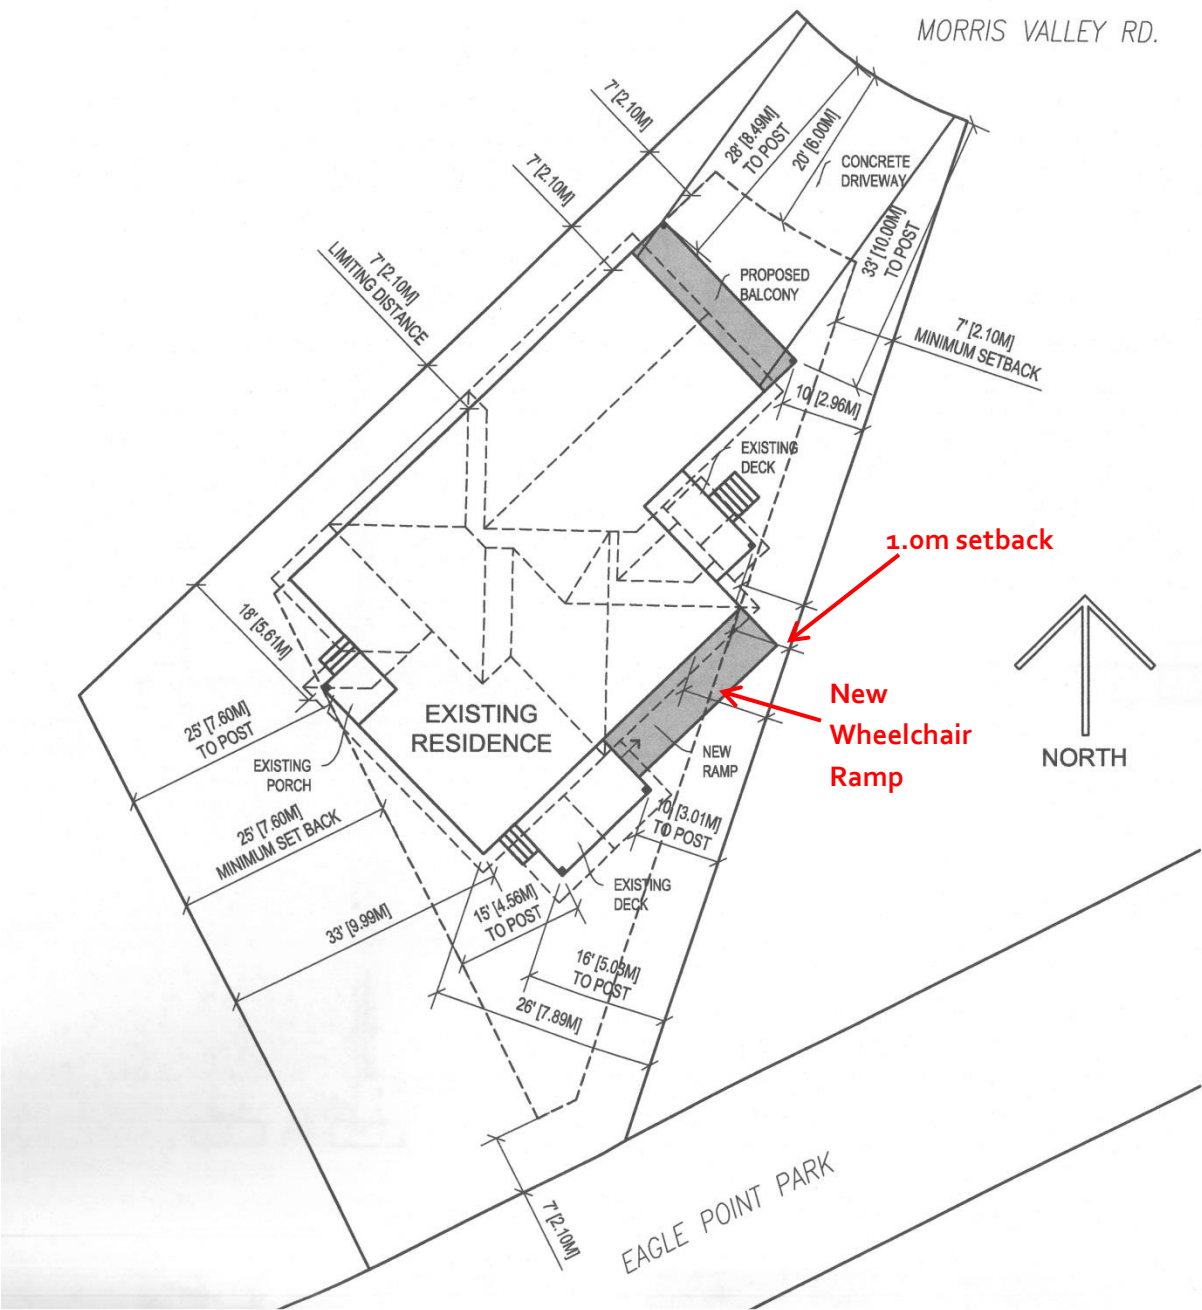 MORRIS VALLEY RD.
7' [2.10M]
28' [8.49M]
TO POST
20' [6.00M]
CONCRETE
DRIVEWAY
7' [2.10M]
33' [10.00M]
TO POST
7' [2.10M]
LIMITING DISTANCE
PROPOSED
BALCONY
7' [2.10M]
MINIMUM SETBACK
10' [2.96M]
EXISTING
DECK
1.0m setback
18' [5.61M]
25' [7.60M]
TO POST
EXISTING
RESIDENCE
New
Wheelchair
Ramp
NEW
RAMP
NORTH
EXISTING
PORCH
25' [7.60M]
MINIMUM SET BACK
10' [3.01M]
TO POST
33' [9.99M]
15' [4.56M]
TO POST
EXISTING
DECK
16' [5.03M]
TO POST
26' [7.89M]
7' [2.10M]
EAGLE POINT PARK